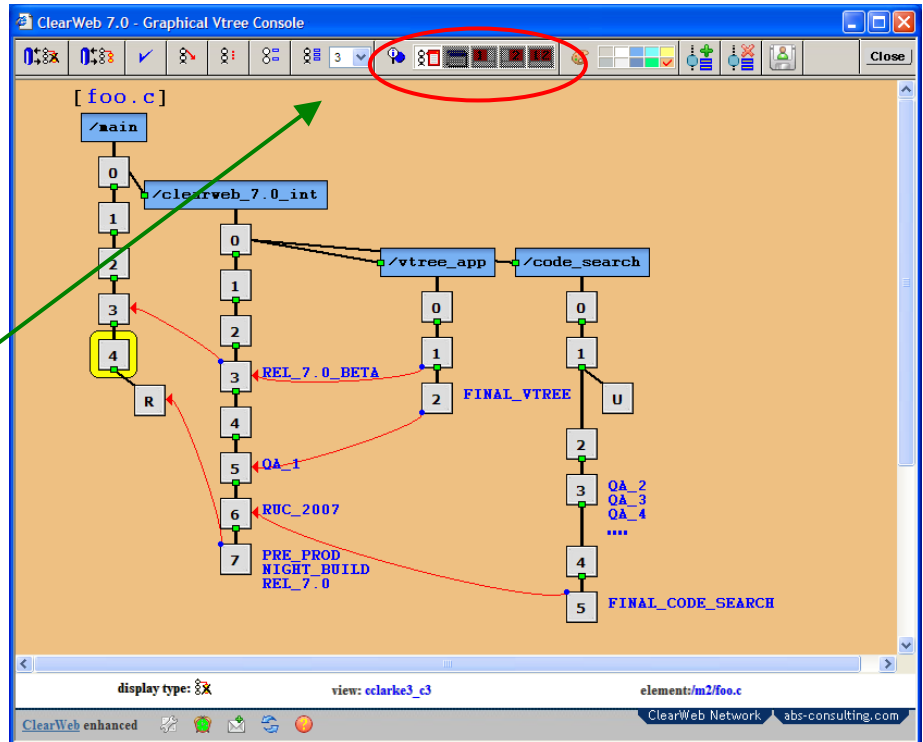 ClearWeb 7.0 - Graphical Vtree Console
3
Close
[foo.c]
/main
0
/clearweb_7.0_int
1
0
2
/vtree_app
/code_search
1
0
0
3
2
1
1
4
3
REL_7.0_BETA
R
2
FINAL_VTREE
U
4
2
5
QA_1
3
QA_2
QA_3
QA_4
....
6
RUC_2007
7
PRE_PROD
NIGHT_BUILD
REL_7.0
4
5
FINAL_CODE_SEARCH
display type:
view: cclarke3_c3
element:/m2/foo.c
ClearWeb enhanced
ClearWeb Network
abs-consulting.com